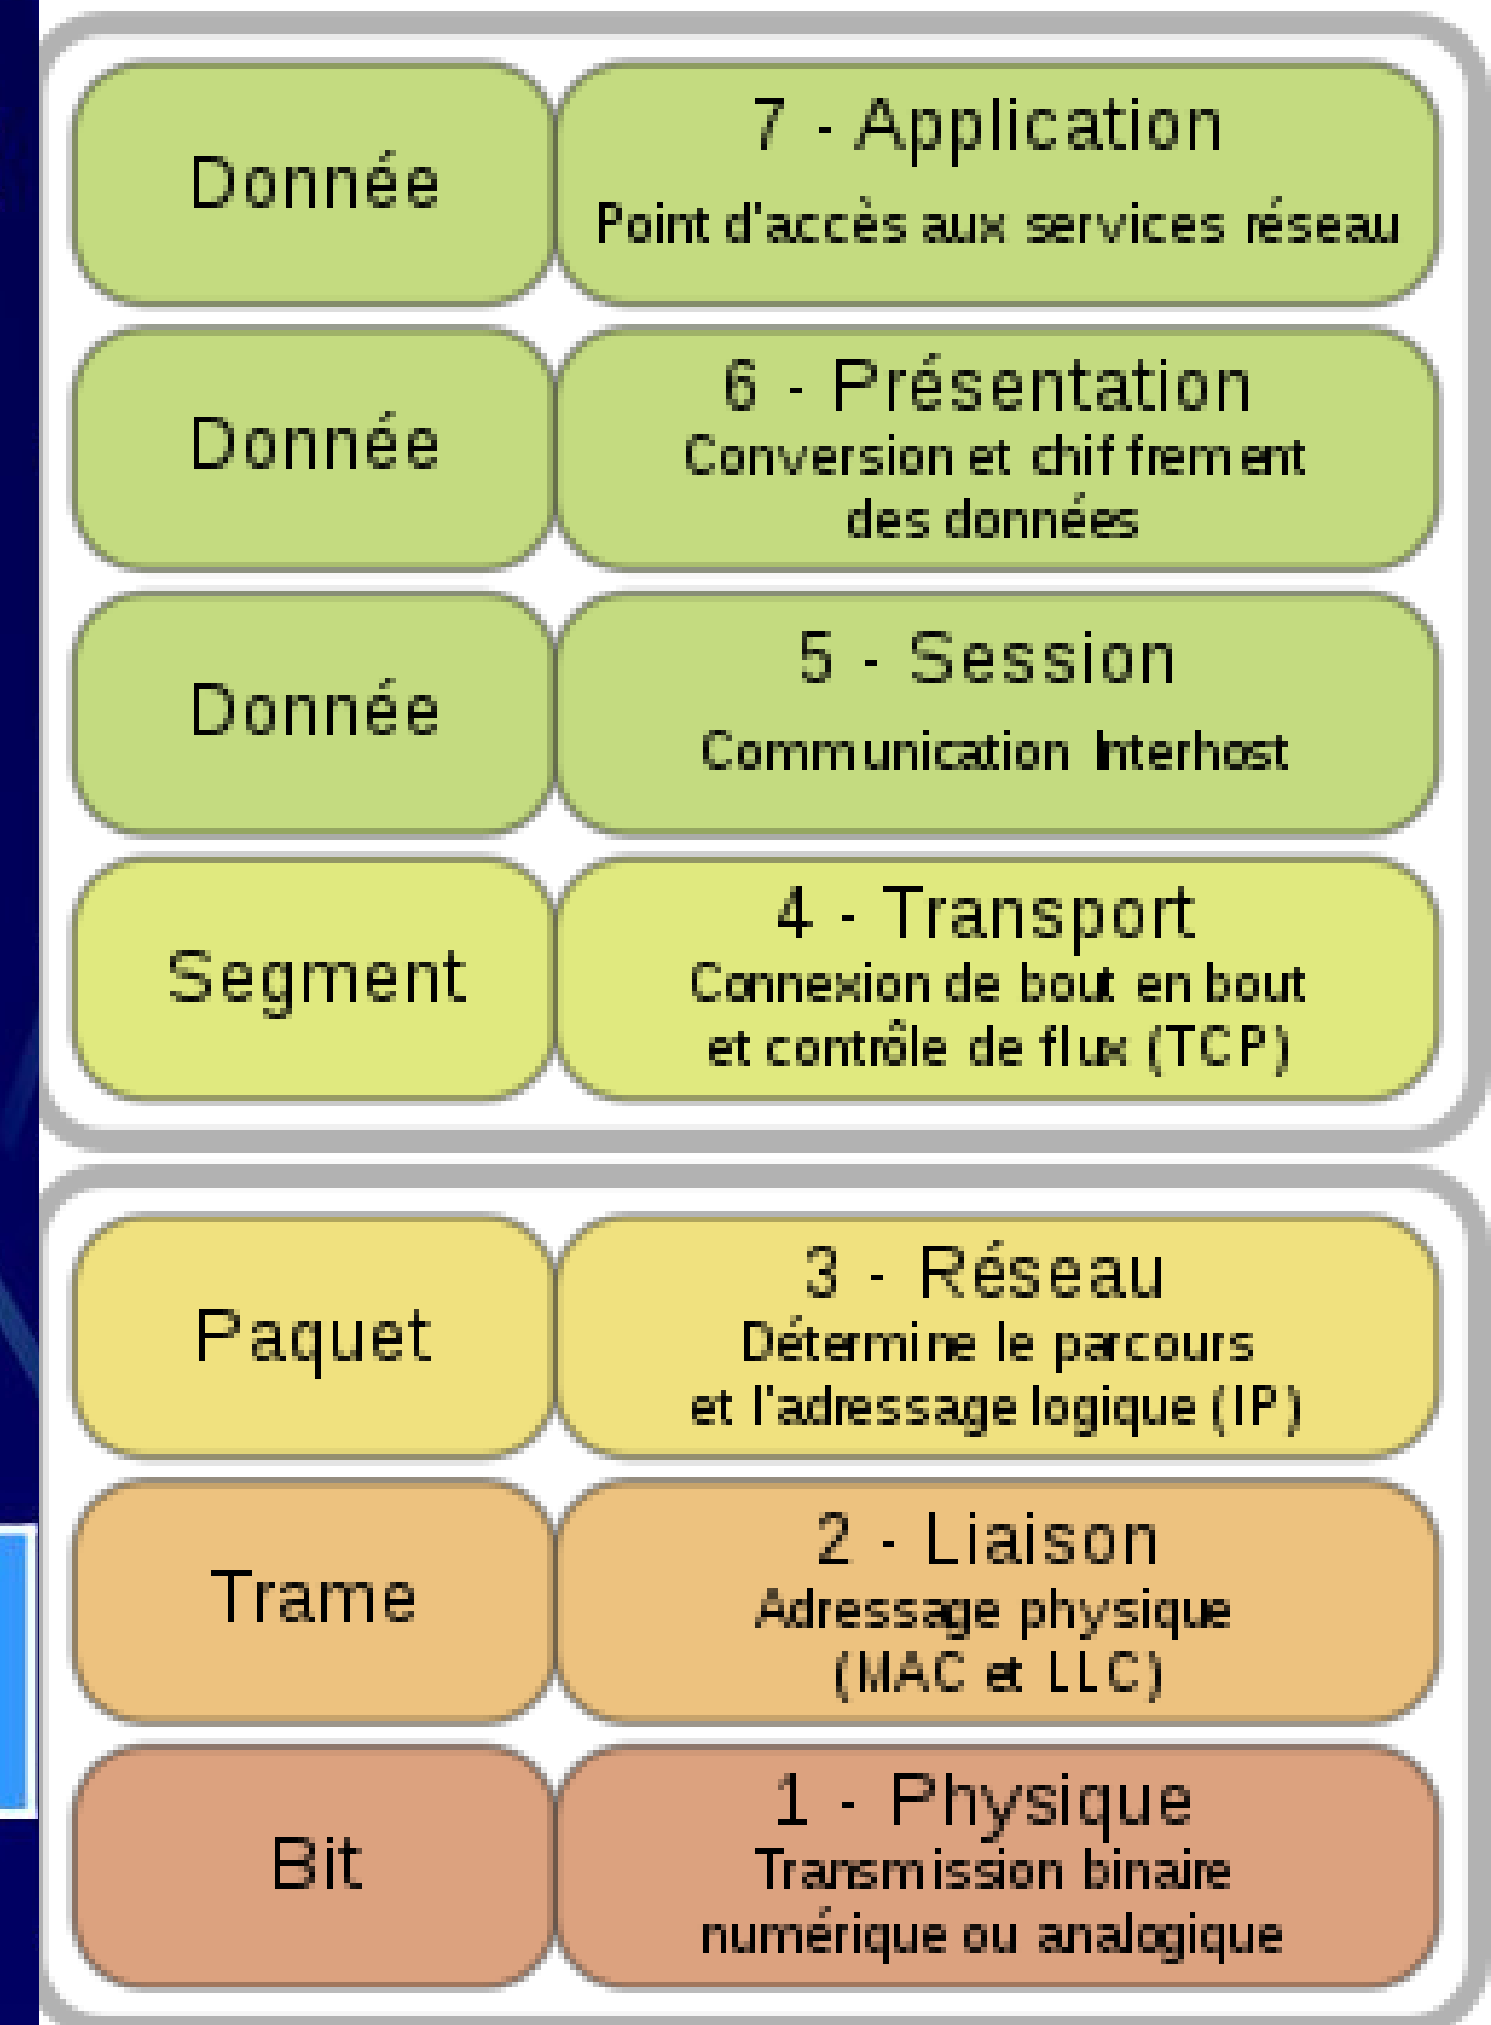 Donnée
7 - Application
Point d'accès aux services réseau
Donnée
6 - Présentation
Conversion et chiffrement
des données
Donnée
5 - Session
Communication Interhost
Segment
4 - Transport
Connexion de bout en bout
et contrôle de flux (TCP)
Paquet
3 - Réseau
Détermine le parcours
et l'adressage logique (IP)
Trame
2 - Liaison
Adressage physique
(MAC et LLC)
Bit
1 - Physique
Transmission binaire
numérique ou analogique